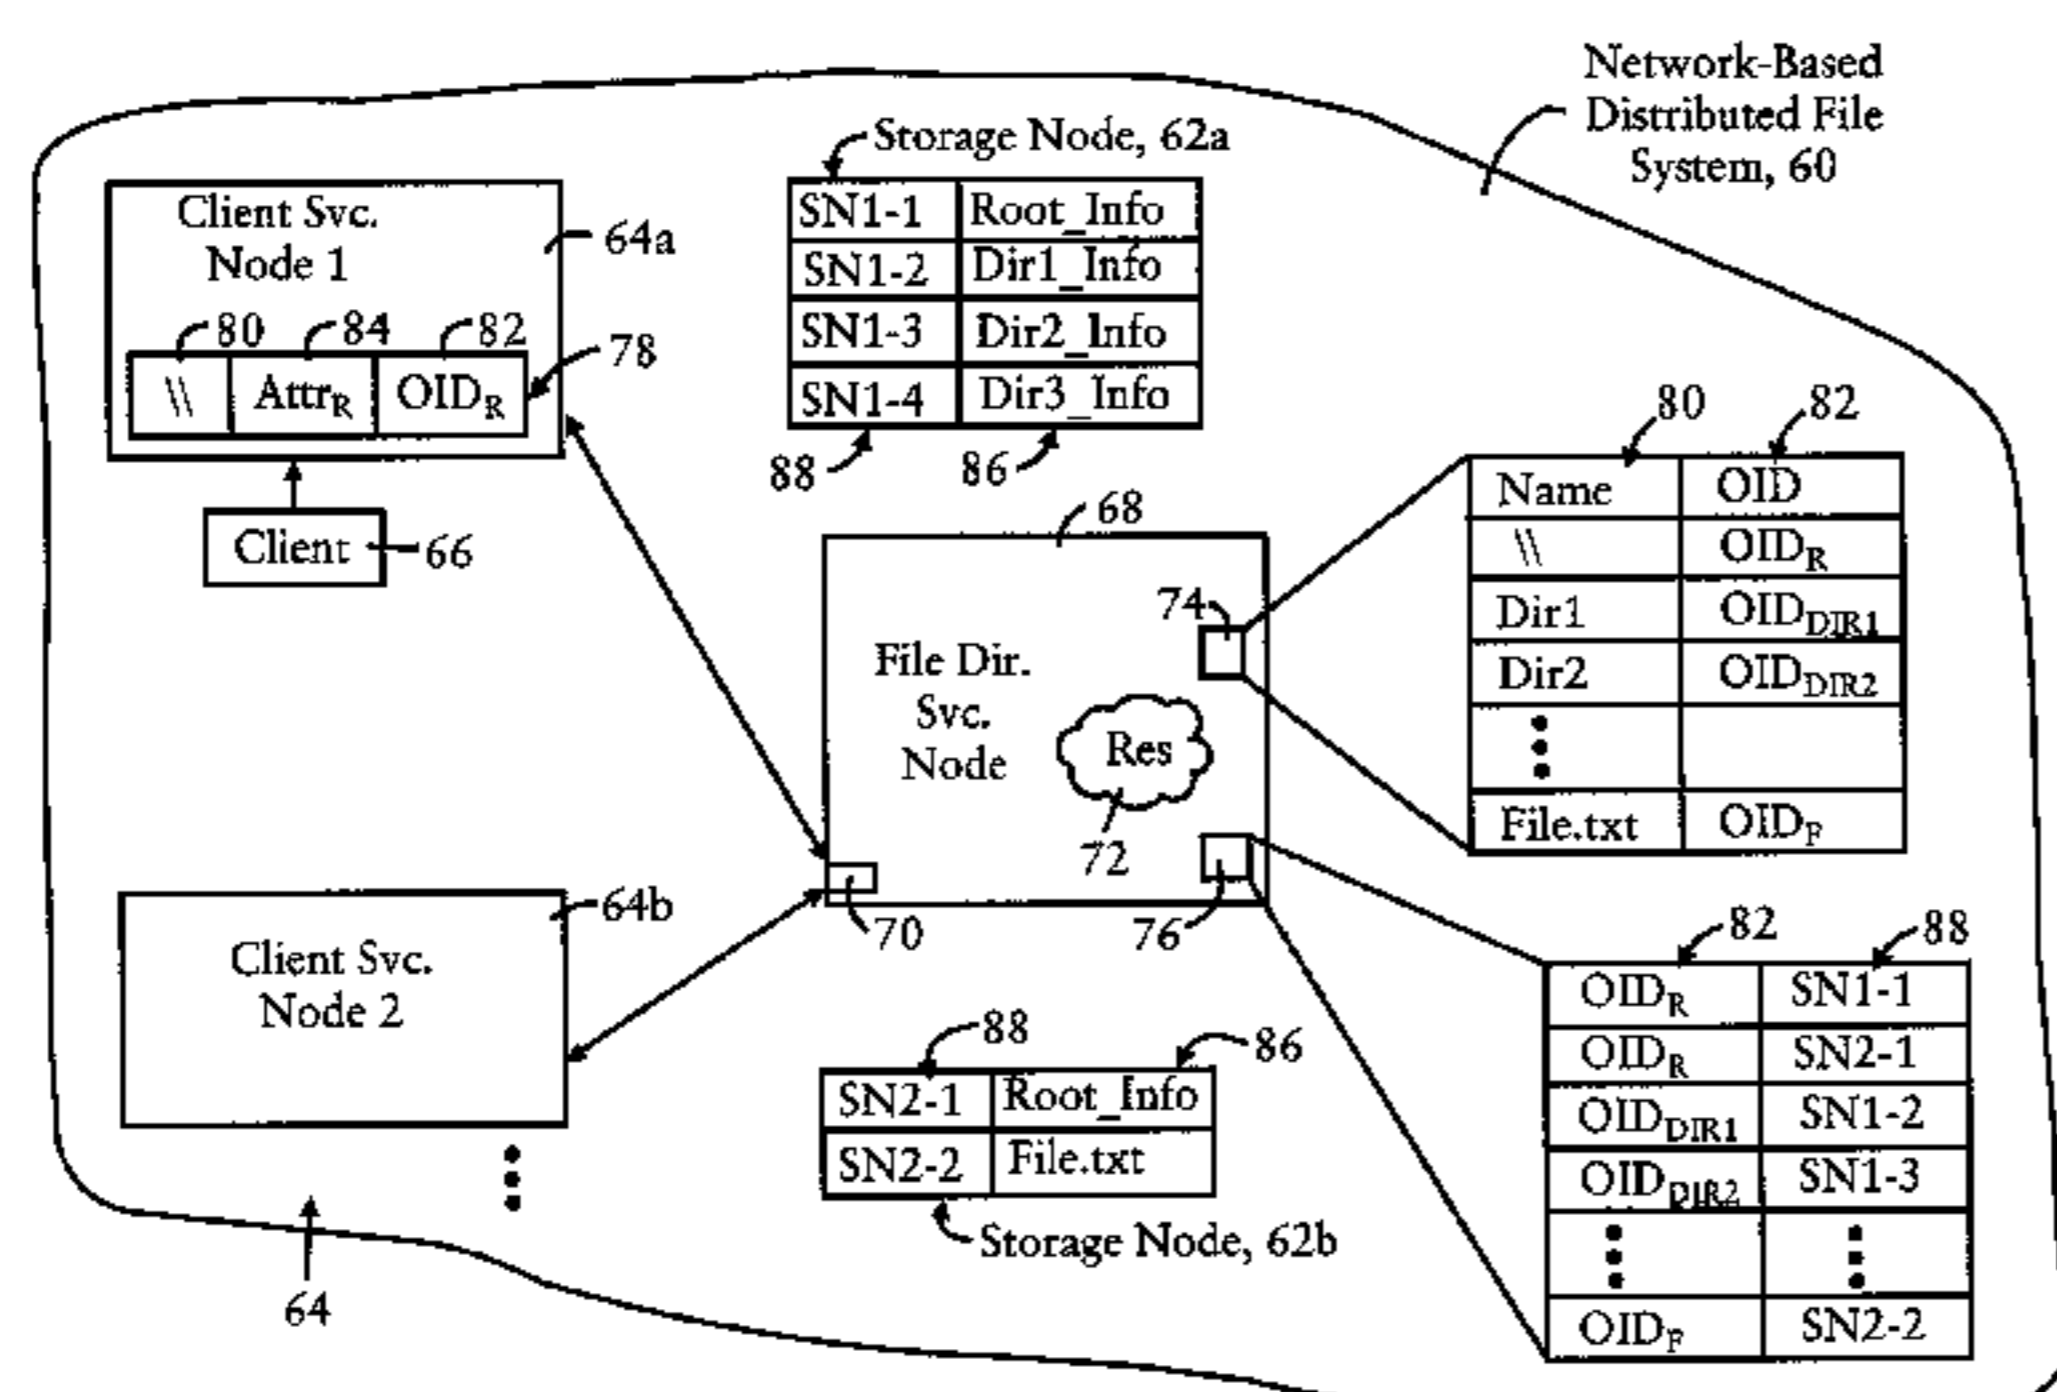 Network-Based
Distributed File
System, 60
Storage Node, 62a
SN1-1 Root_Info
SN1-2 Dir1_Info
SN1-3 Dir2_Info
SN1-4 Dir3_Info
88
86
Client Svc.
Node 1
64a
80 84 82
78
\\ AttrR OIDR
Client
66
80 82
Name OID
\\ OIDR
Dir1 OIDDIR1
Dir2 OIDDIR2
File.txt OIDF
68
74
File Dir.
Svc.
Node
Res
72
70
76
64b
Client Svc.
Node 2
64
82 88
OIDR SN1-1
OIDR SN2-1
OIDDIR1 SN1-2
OIDDIR2 SN1-3
OIDF SN2-2
88
86
SN2-1 Root_Info
SN2-2 File.txt
Storage Node, 62b